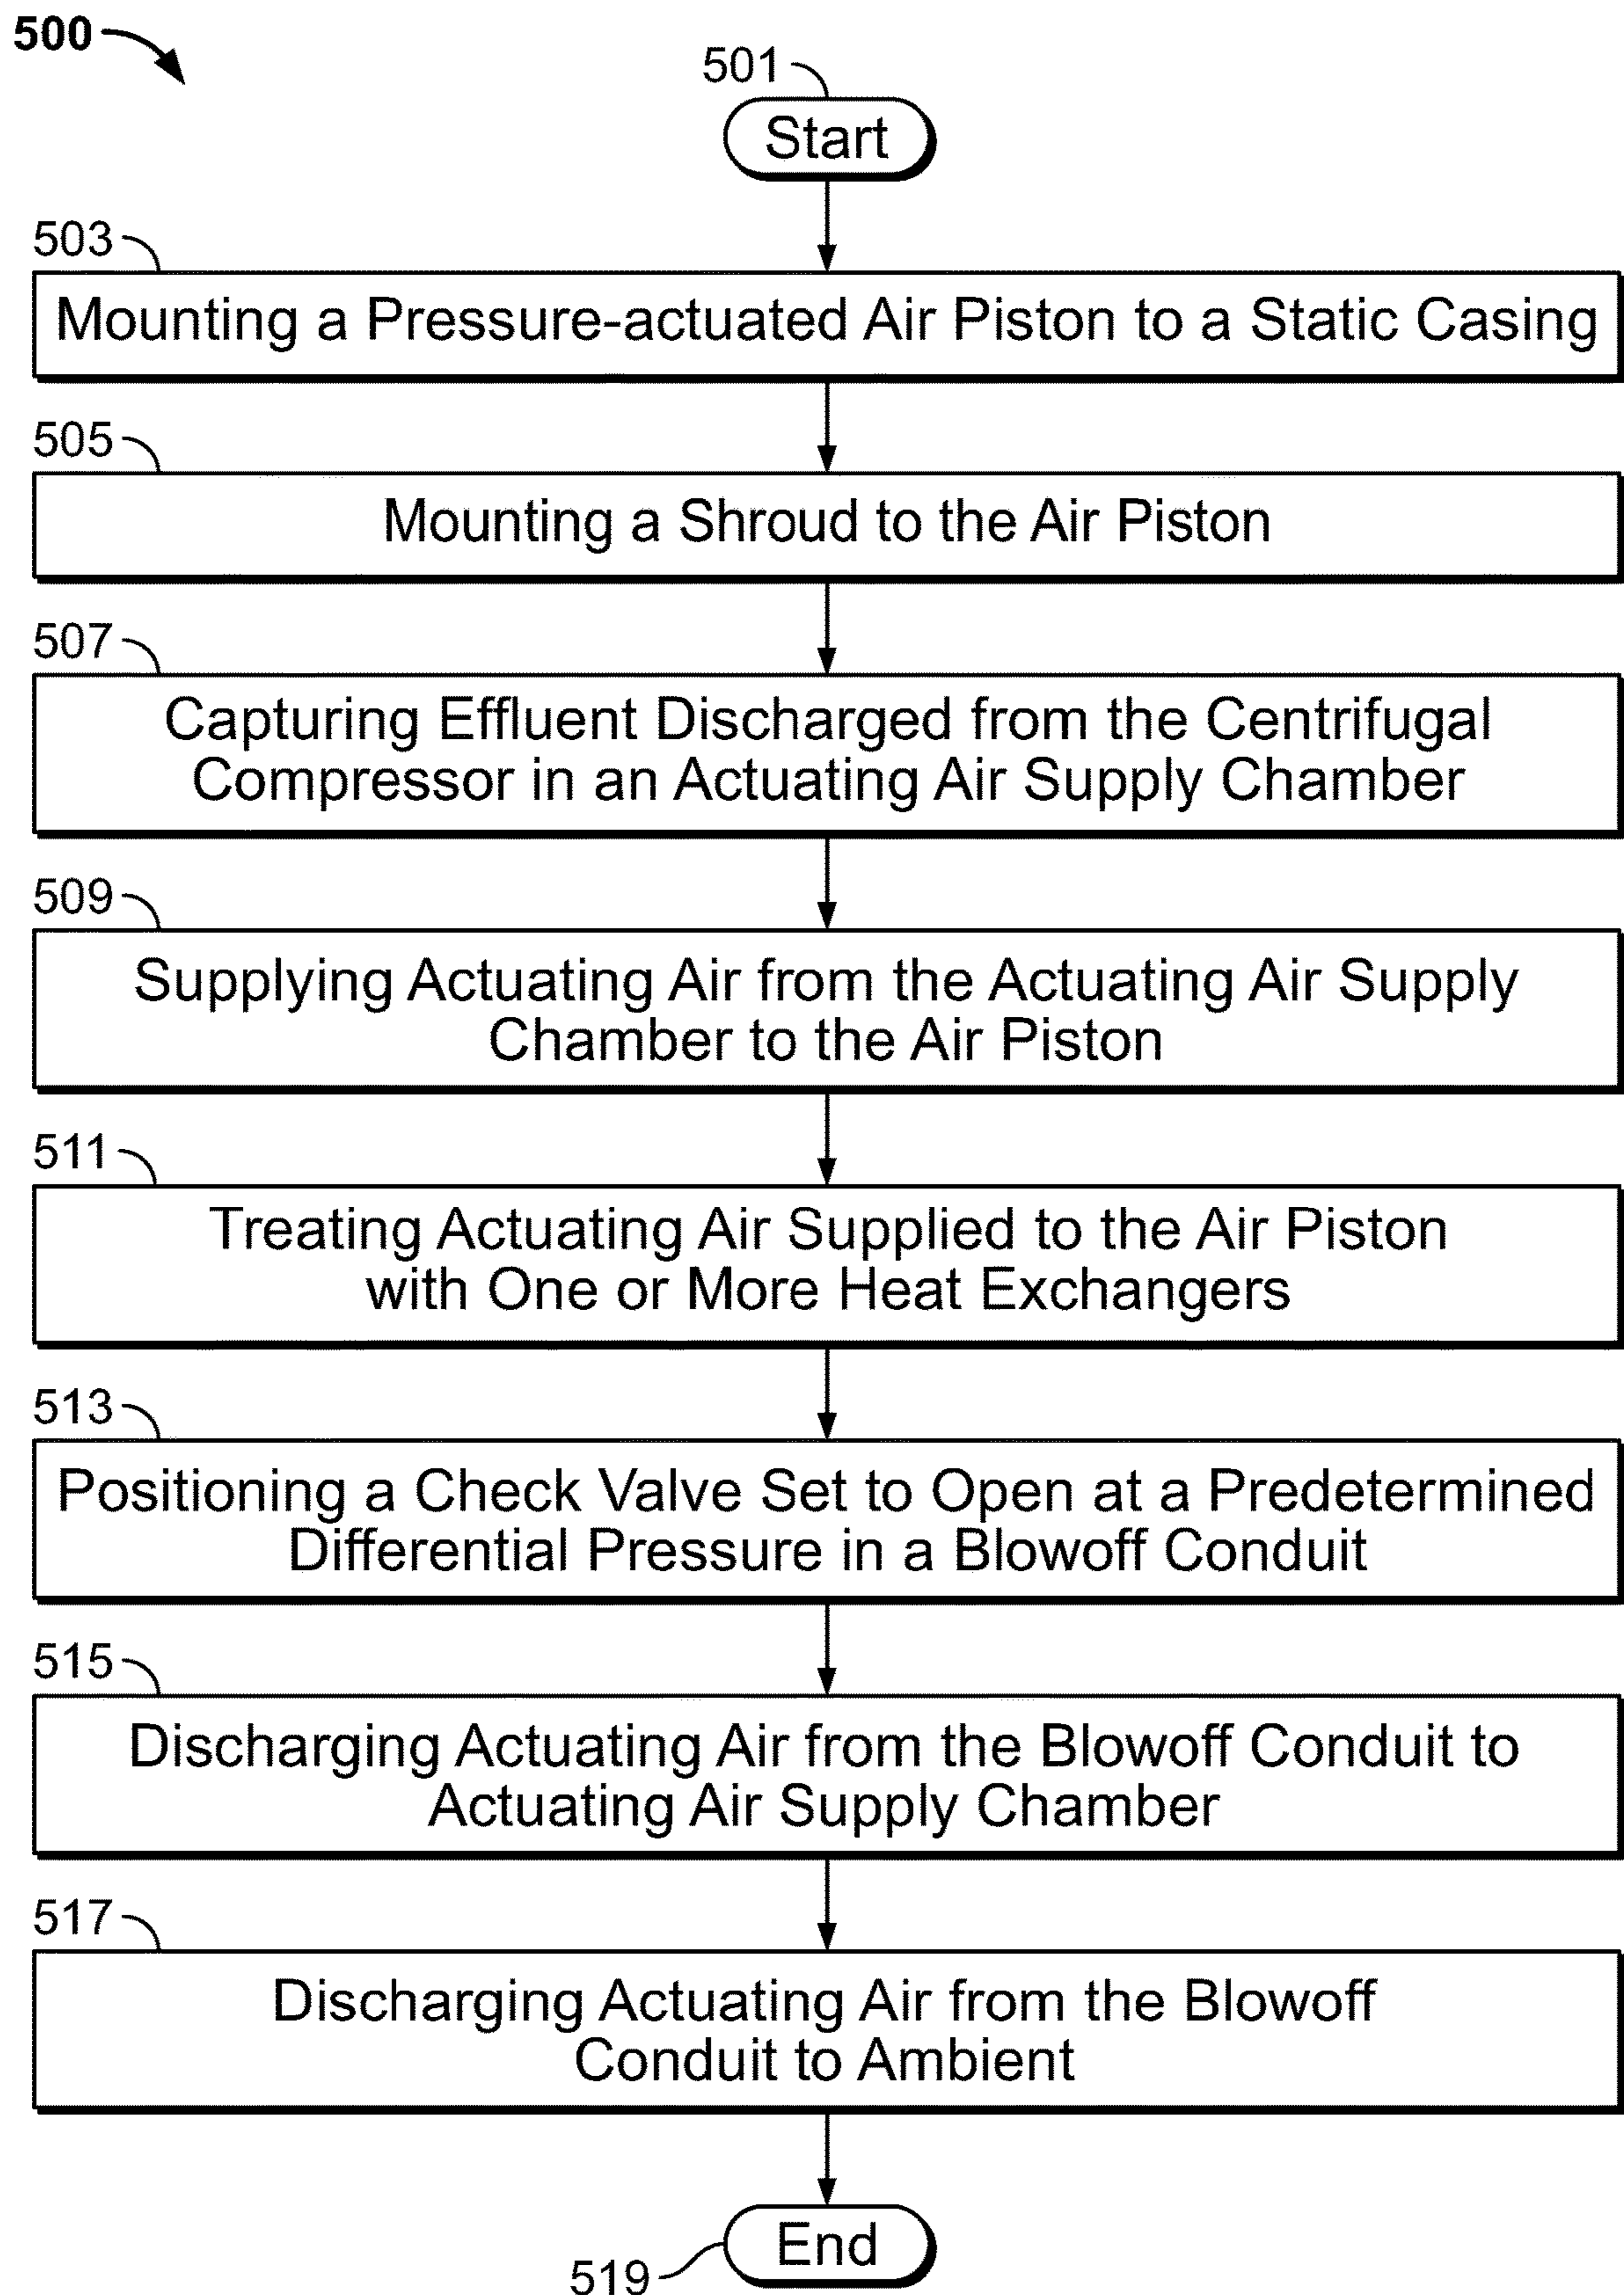 500
501
Start
503
Mounting a Pressure-actuated Air Piston to a Static Casing
505
Mounting a Shroud to the Air Piston
507
Capturing Effluent Discharged from the Centrifugal
Compressor in an Actuating Air Supply Chamber
509
Supplying Actuating Air from the Actuating Air Supply
Chamber to the Air Piston
511
Treating Actuating Air Supplied to the Air Piston
with One or More Heat Exchangers
513
Positioning a Check Valve Set to Open at a Predetermined
Differential Pressure in a Blowoff Conduit
515
Discharging Actuating Air from the Blowoff Conduit to
Actuating Air Supply Chamber
517
Discharging Actuating Air from the Blowoff
Conduit to Ambient
End
519